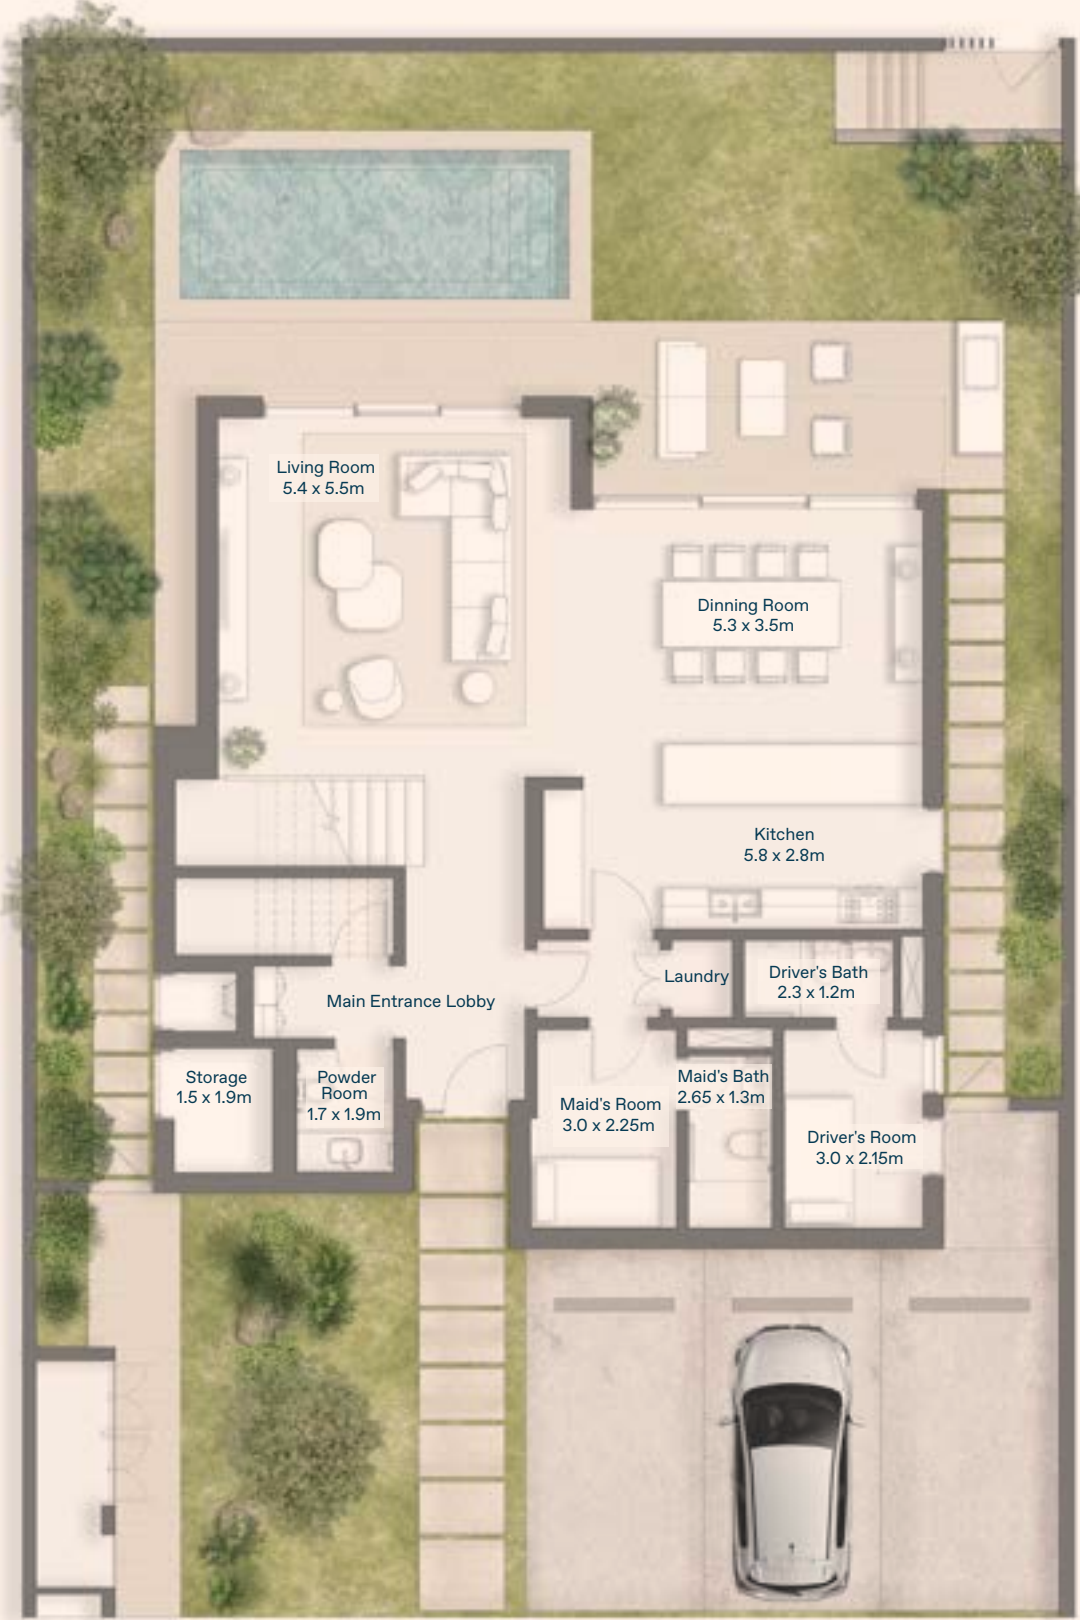 Living Room
5.4 x 5.5m
Dinning Room
5.3 x 3.5m
Kitchen
5.8 x 2.8m
Laundry
Driver's Bath
2.3 x 1.2m
Main Entrance Lobby
Storage
1.5 x 1.9m
Powder
Room
1.7 x 1.9m
Maid's Room
3.0 x 2.25m
Maid's Bath
2.65 x 1.3m
Driver's Room
3.0 x 2.15m